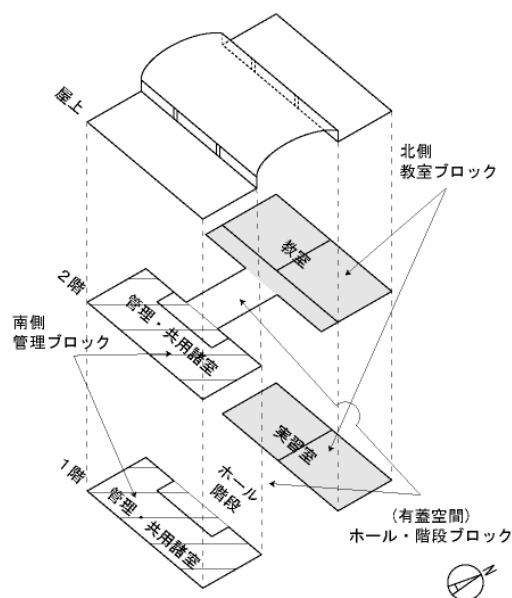 屋上
北側
教室ブロック
教室
2階
管理・共用諸室
南側
管理ブロック
実習室
ホール
階段
1階
管理・共用諸室
(有蓋空間)
ホール・階段ブロック
N